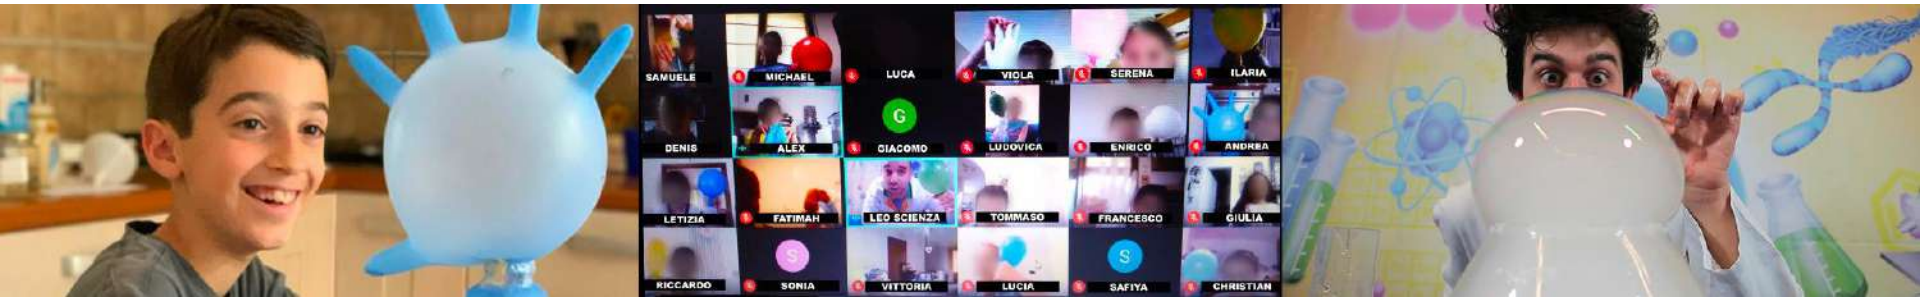 SAMUELE MICHAEL LUCA VIOLA SERENA ILARIA
G
DENIS ALEX GIACOMO LUDOVICA ENRICO ANDREA
LETIZIA FATIMAH LEO SCIENZA TOMMASO FRANCESCO GIULIA
S S
RICCARDO SONIA VITTORIA LUCIA SAFIYA CHRISTIAN